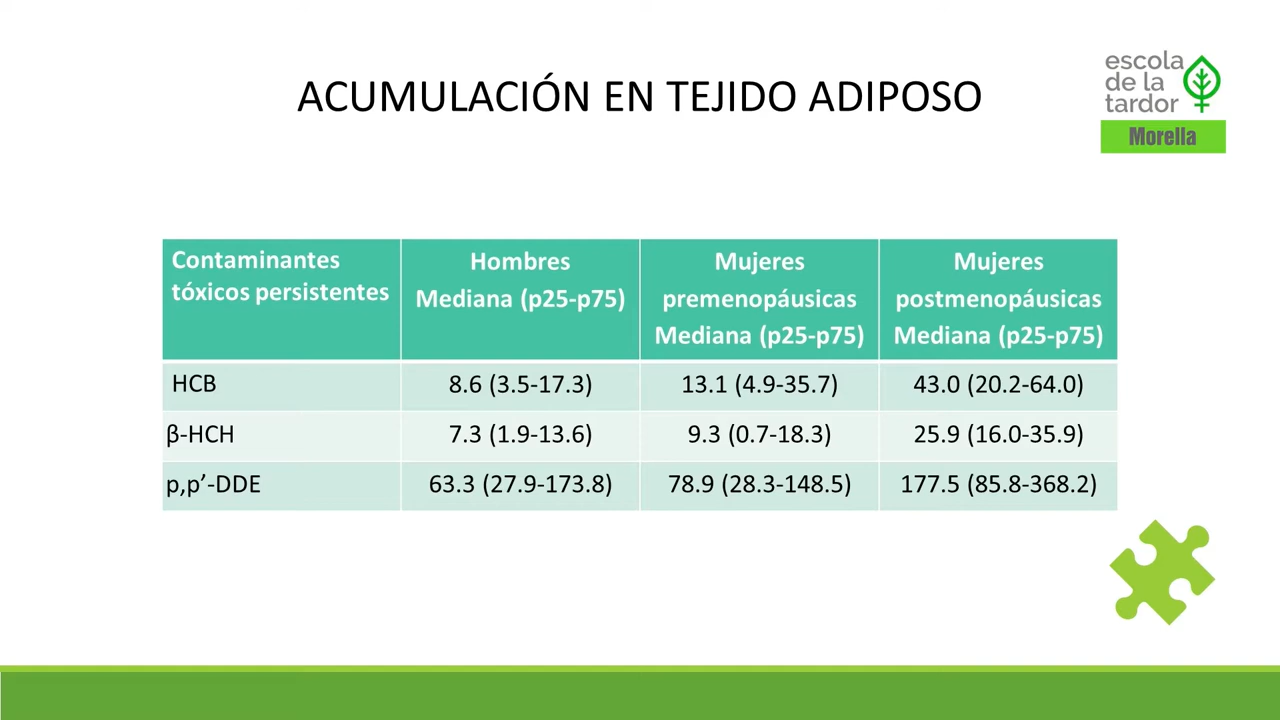 ACUMULACIÓN EN TEJIDO ADIPOSO
escola
de la
tardor
Morella
Contaminantes
tóxicos persistentes
Hombres
Mediana (p25-p75)
Mujeres
premenopáusicas
Mediana (p25-p75)
Mujeres
postmenopáusicas
Mediana (p25-p75)
HCB
8.6 (3.5-17.3)
13.1 (4.9-35.7)
43.0 (20.2-64.0)
β-HCH
7.3 (1.9-13.6)
9.3 (0.7-18.3)
25.9 (16.0-35.9)
p,p’-DDE
63.3 (27.9-173.8)
78.9 (28.3-148.5)
177.5 (85.8-368.2)